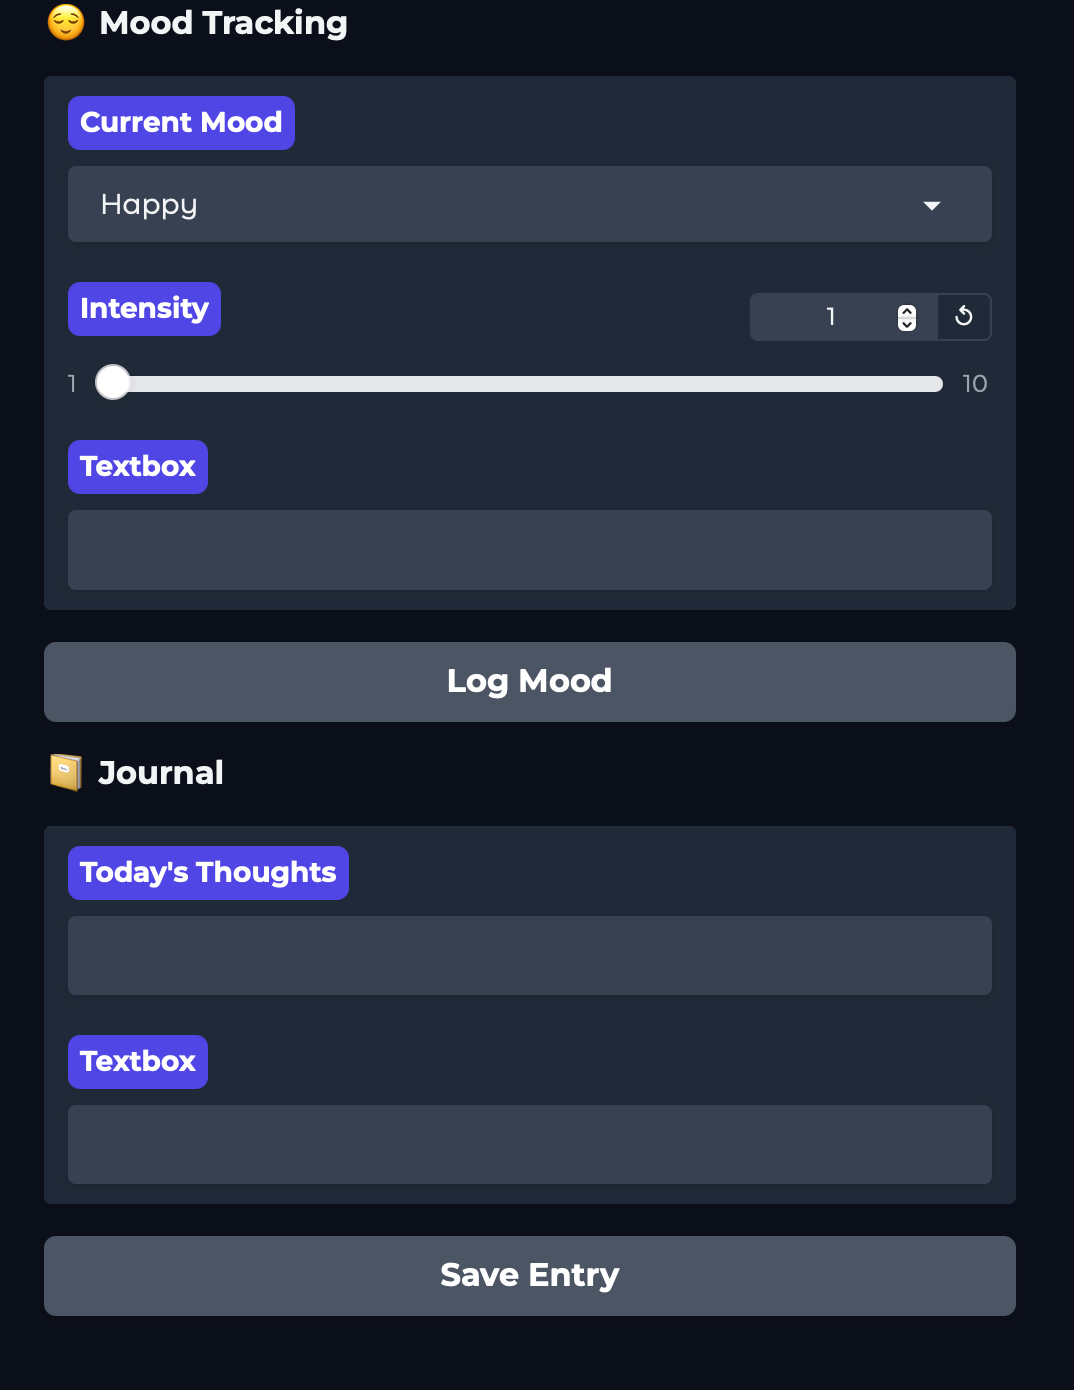 Mood Tracking
Current Mood
Happy
Intensity
1
1
10
Textbox
Log Mood
Journal
Today's Thoughts
Textbox
Save Entry